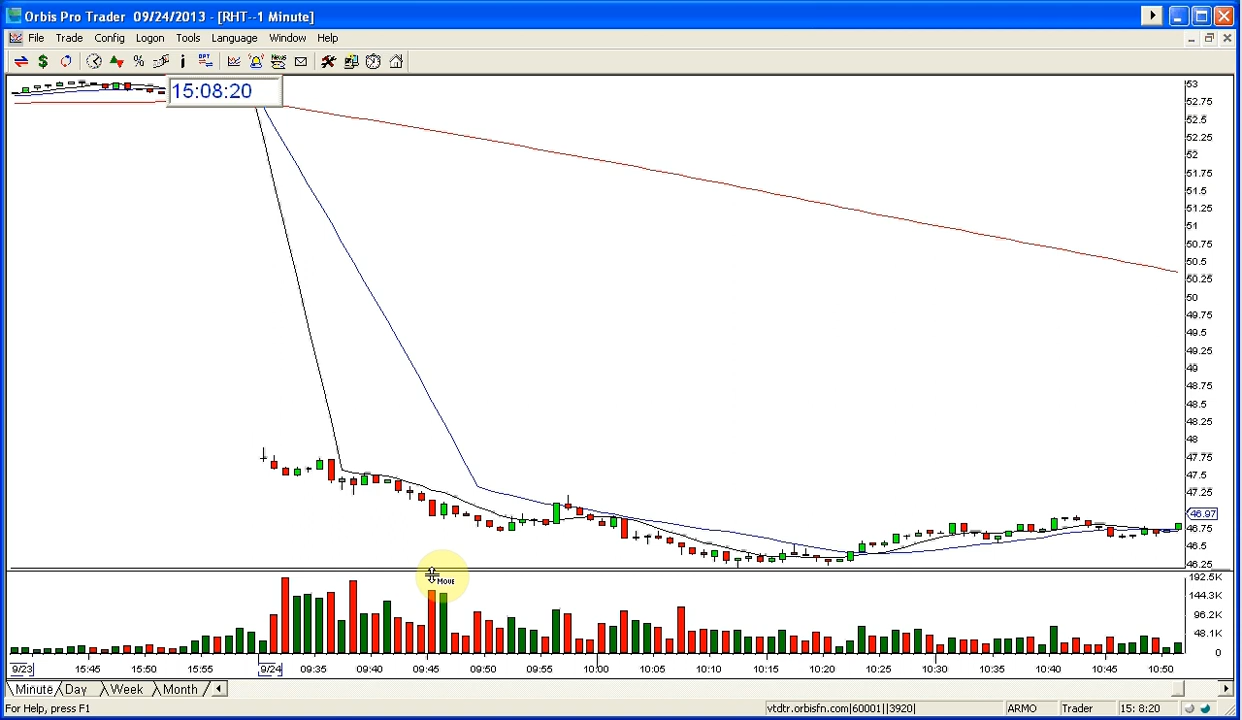 Orbis Pro Trader 09/24/2013 - [RHT--1 Minute]
File Trade Config Logon Tools Language Window Help
$ % i OPT News
15:08:20
53
52.75
52.5
52.25
52
51.75
51.5
51.25
51
50.75
50.5
50.25
50
49.75
49.5
49.25
49
48.75
48.5
48.25
48
47.75
47.5
47.25
46.97
46.75
46.5
46.25
Move
192.5K
144.3K
96.2K
48.1K
0
9/23 15:45 15:50 15:55 9/24 09:35 09:40 09:45 09:50 09:55 10:00 10:05 10:10 10:15 10:20 10:25 10:30 10:35 10:40 10:45 10:50
Minute Day Week Month
For Help, press F1 vtdtr.orbisfn.com|60001||3920| ARMO Trader 15: 8:20